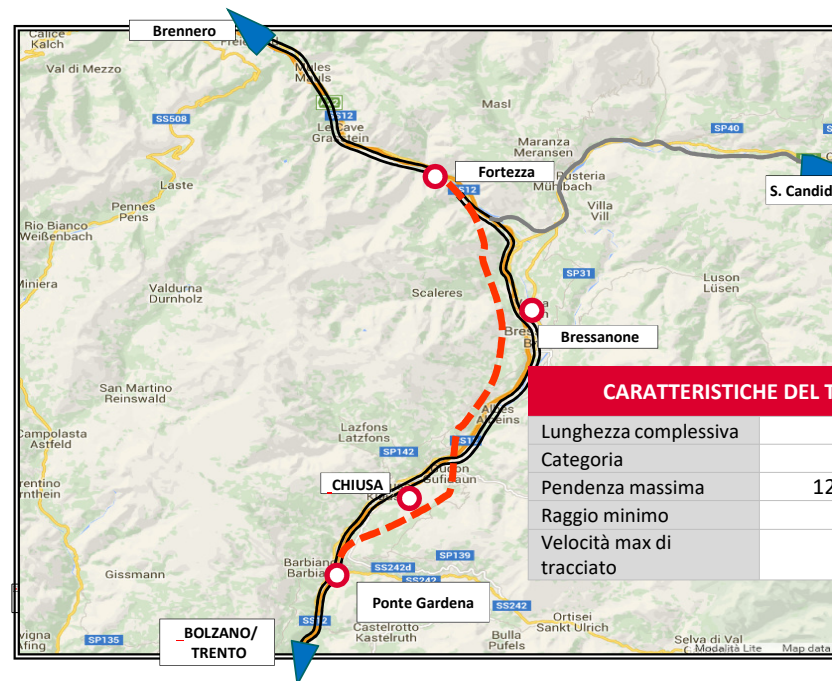 Calice
Kalch
Brennero
Val di Mezzo
Mules
Mauls
SS508
SS12
Le Cave
Grasstein
Masl
SP40
Maranza
Meransen
Fortezza
SS12
Mühlbach
S. Candid
Laste
Pennes
Pens
Villa
Vill
Rio Bianco
Weißenbach
SP31
Luson
Lüsen
Valdurna
Durnholz
Scaleres
Bressanone
San Martino
Reinswald
CARATTERISTICHE DEL T
Lunghezza complessiva
Categoria
Pendenza massima 12
Raggio minimo
Velocità max di
tracciato
Lazfons
Latzfons
SP142
Campolasta
Astfeld
CHIUSA
Gufidaun
SP139
SS242d
SS242
Gissmann
Ponte Gardena
SS242
SS12
Ortisei
Sankt Ulrich
Castelrotto
Kastelruth
Bulla
Pufels
SP135
BOLZANO/
TRENTO
Selva di Val
Modalità Lite Map data